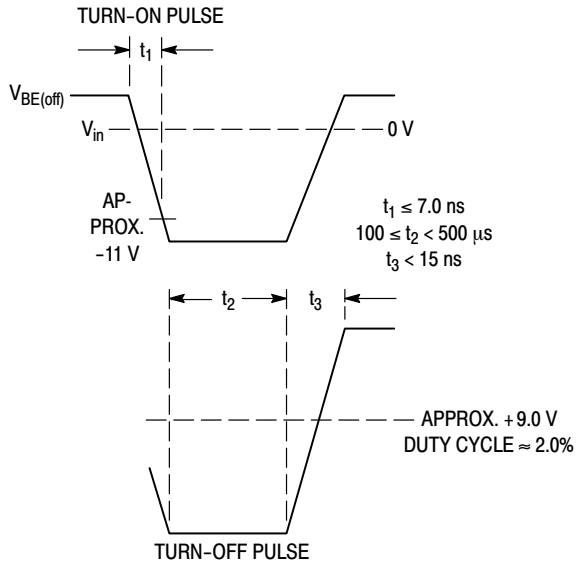 TURN–ON PULSE
t1
VBE(off)
Vin
0 V
AP-
PROX.
–11 V
t1 ≤ 7.0 ns
100 ≤ t2 < 500 μs
t3 < 15 ns
t2
t3
APPROX. +9.0 V
DUTY CYCLE ≈ 2.0%
TURN–OFF PULSE